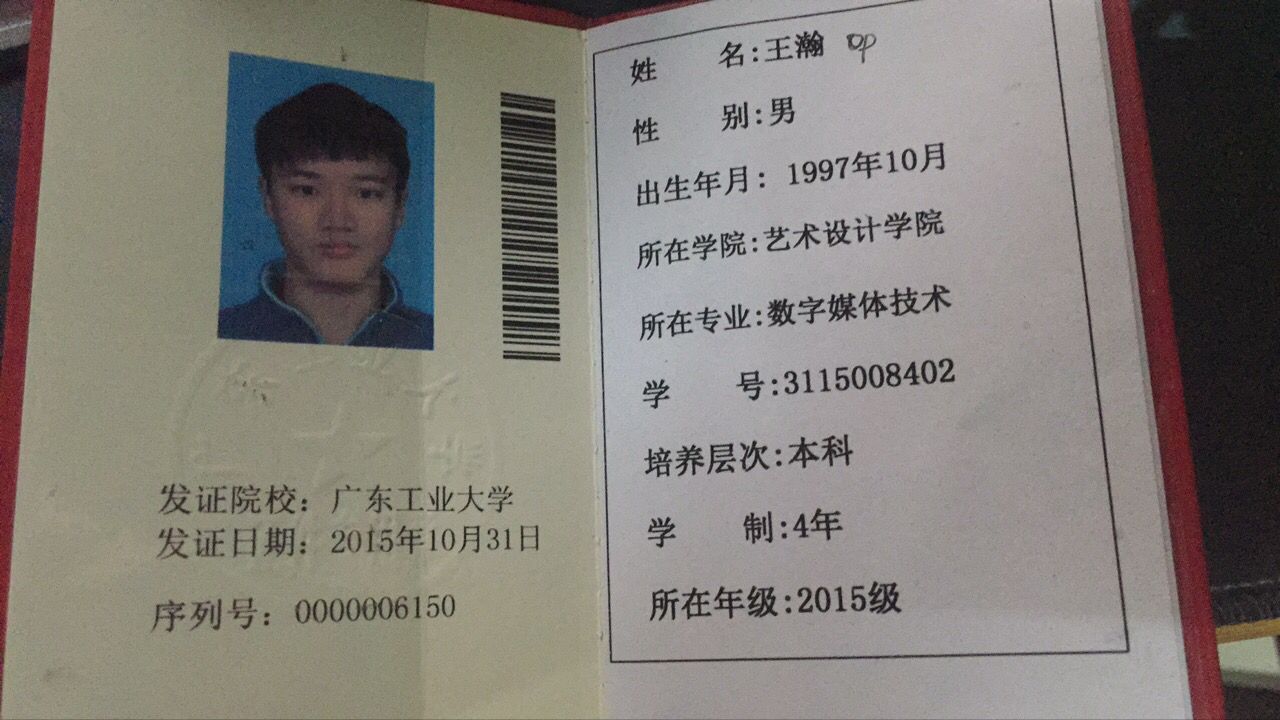 发证院校：广东工业大学
发证日期：2015年10月31日
序列号：0000006150
姓 名:王瀚
性 别:男
出生年月: 1997年10月
所在学院:艺术设计学院
所在专业:数字媒体技术
学 号:3115008402
培养层次:本科
学 制:4年
所在年级:2015级